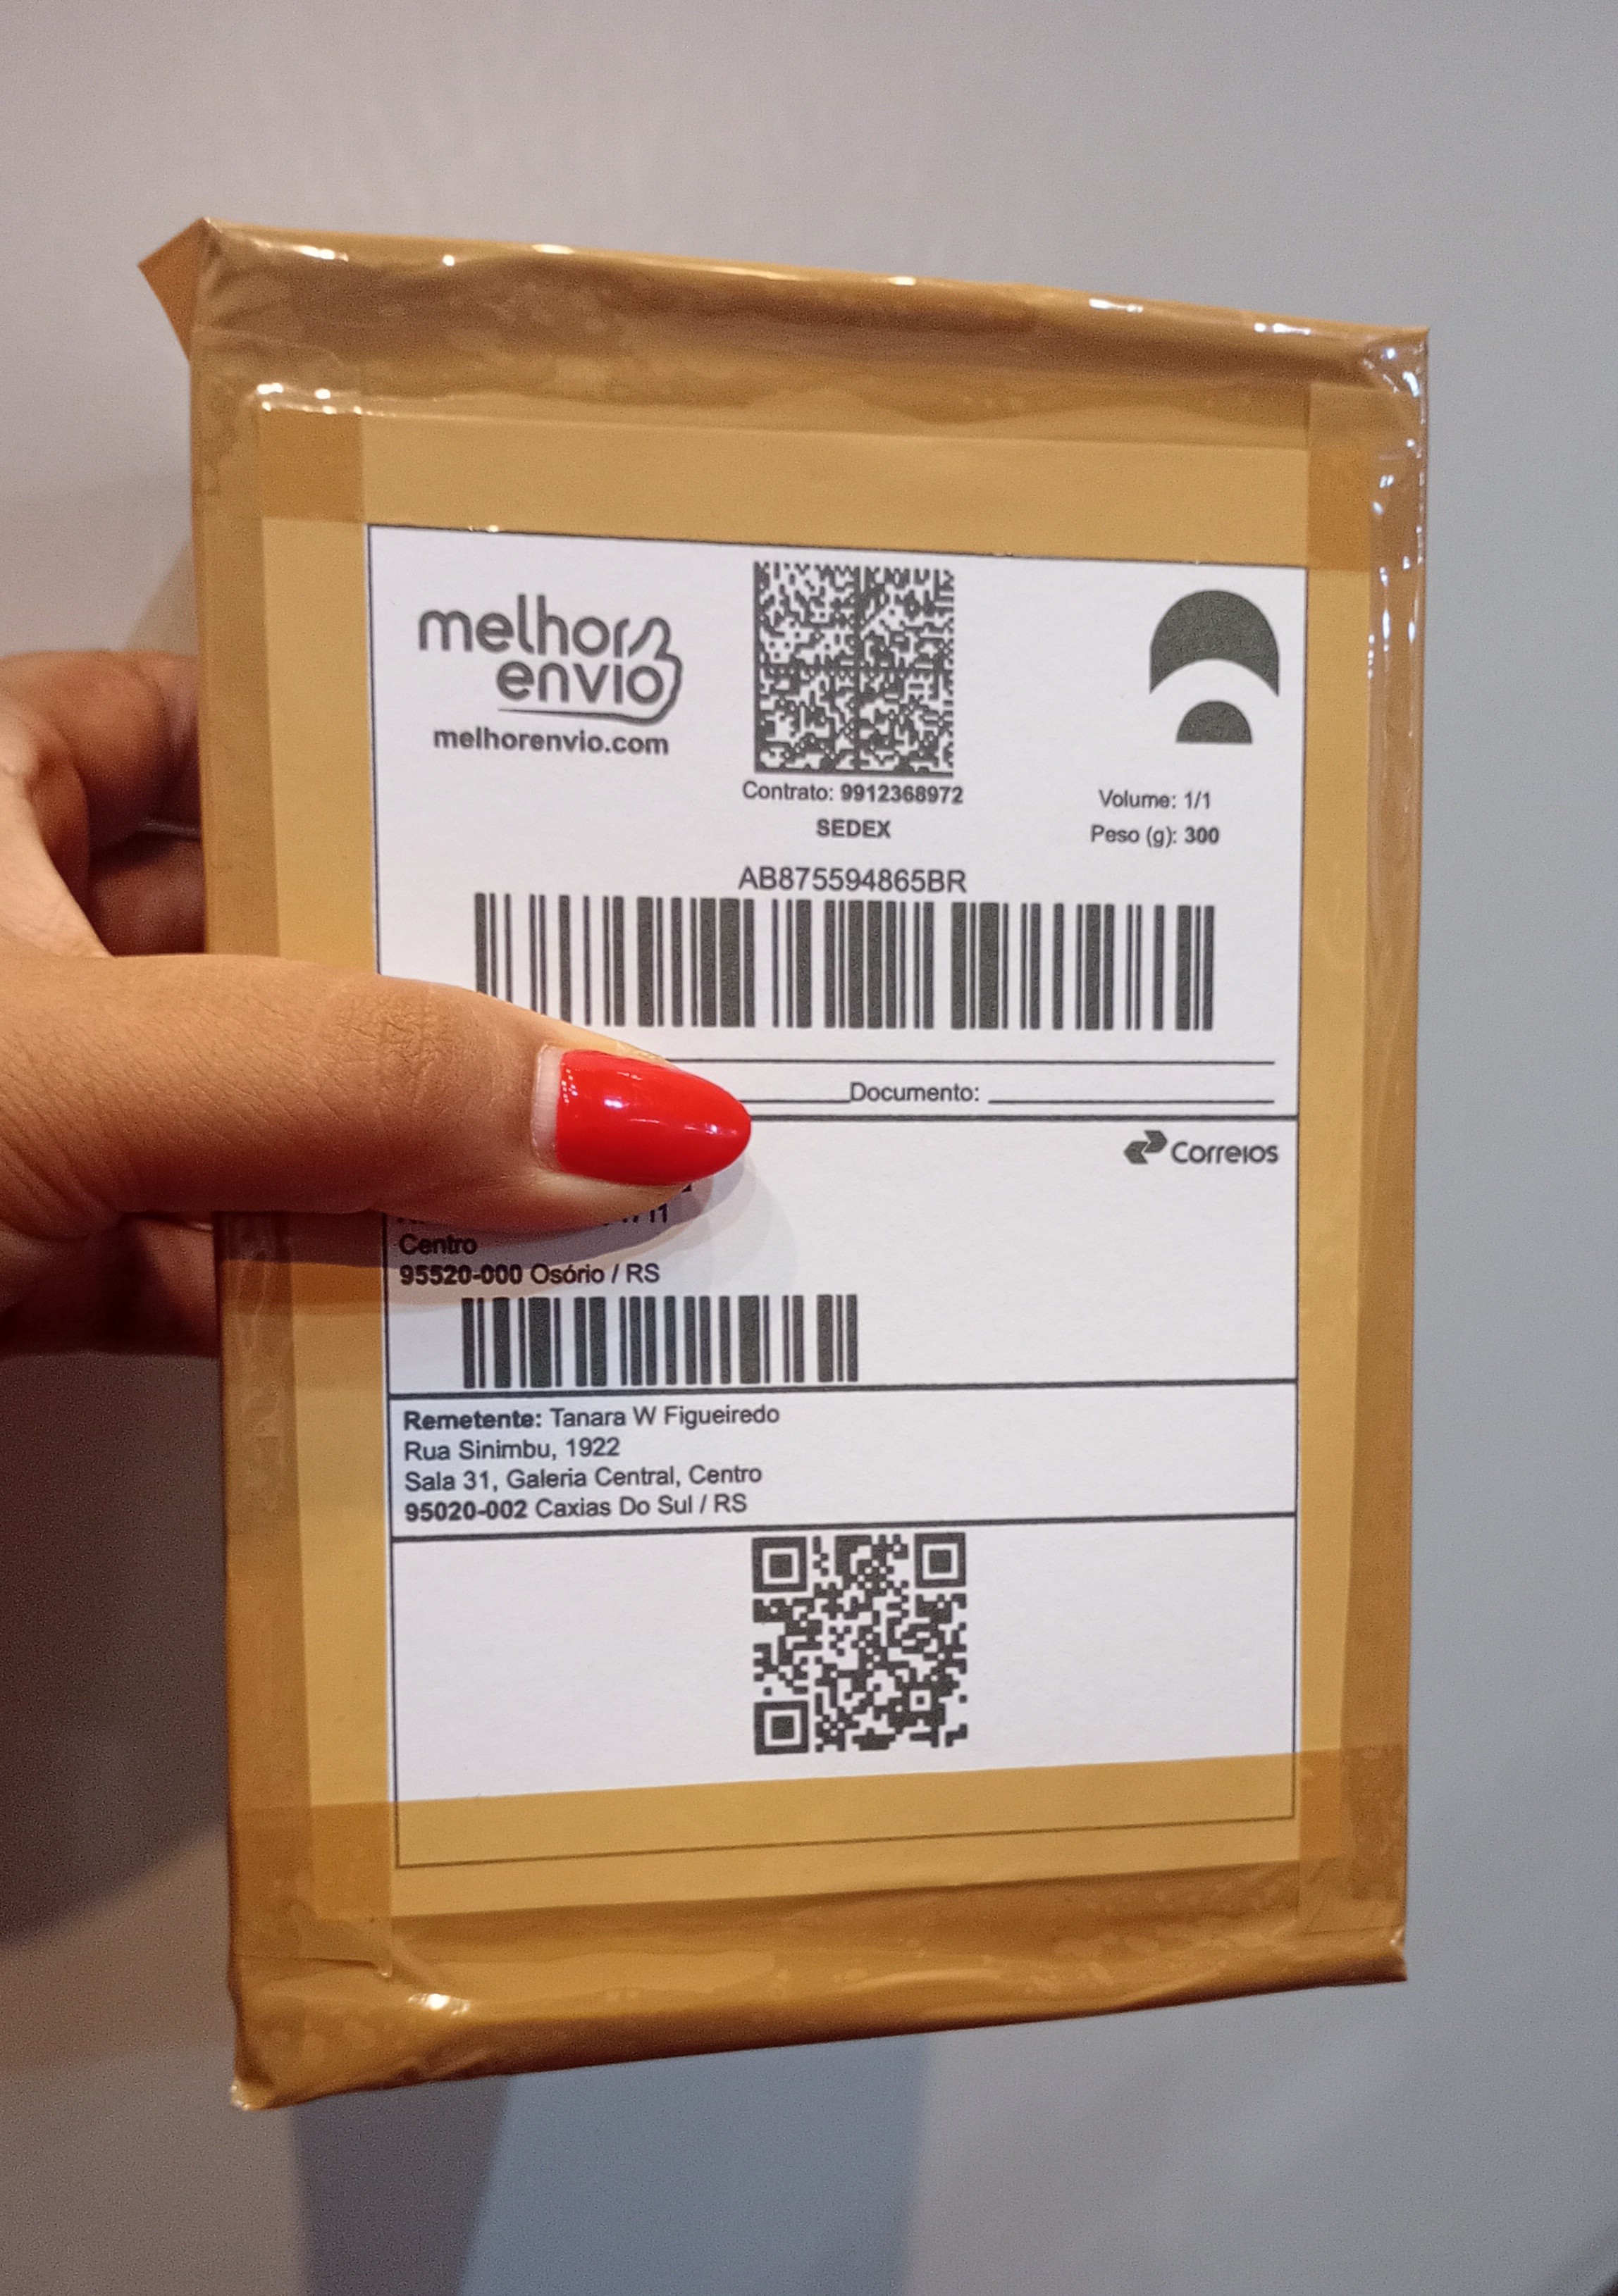 melhor
envio
melhorenvio.com
Contrato: 9912368972
SEDEX
Volume: 1/1
Peso (g): 300
AB875594865BR
Documento:
Correios
Centro
95520-000 Osório / RS
Remetente: Tanara W Figueiredo
Rua Sinimbu, 1922
Sala 31, Galeria Central, Centro
95020-002 Caxias Do Sul / RS